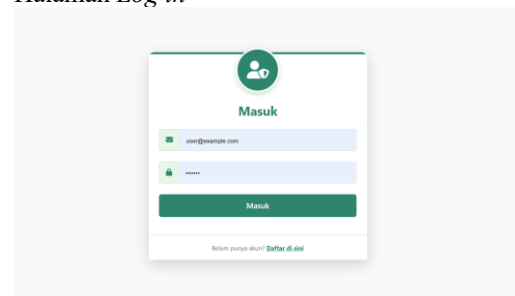 Halaman Log-in
Masuk
user@example.com
•••••••
Masuk
Belum punya akun? Daftar di sini